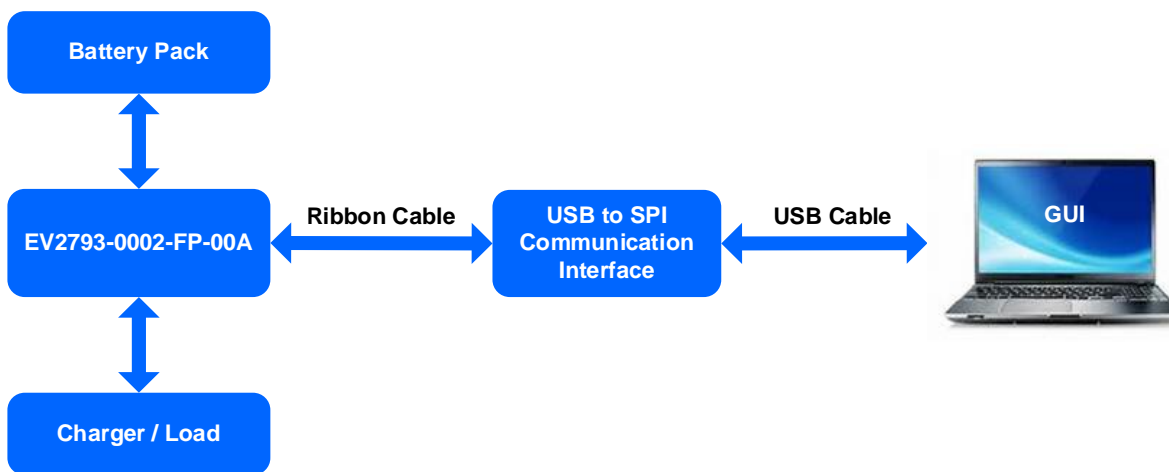 Battery Pack
EV2793-0002-FP-00A
Ribbon Cable
USB to SPI
Communication
Interface
USB Cable
GUI
Charger / Load